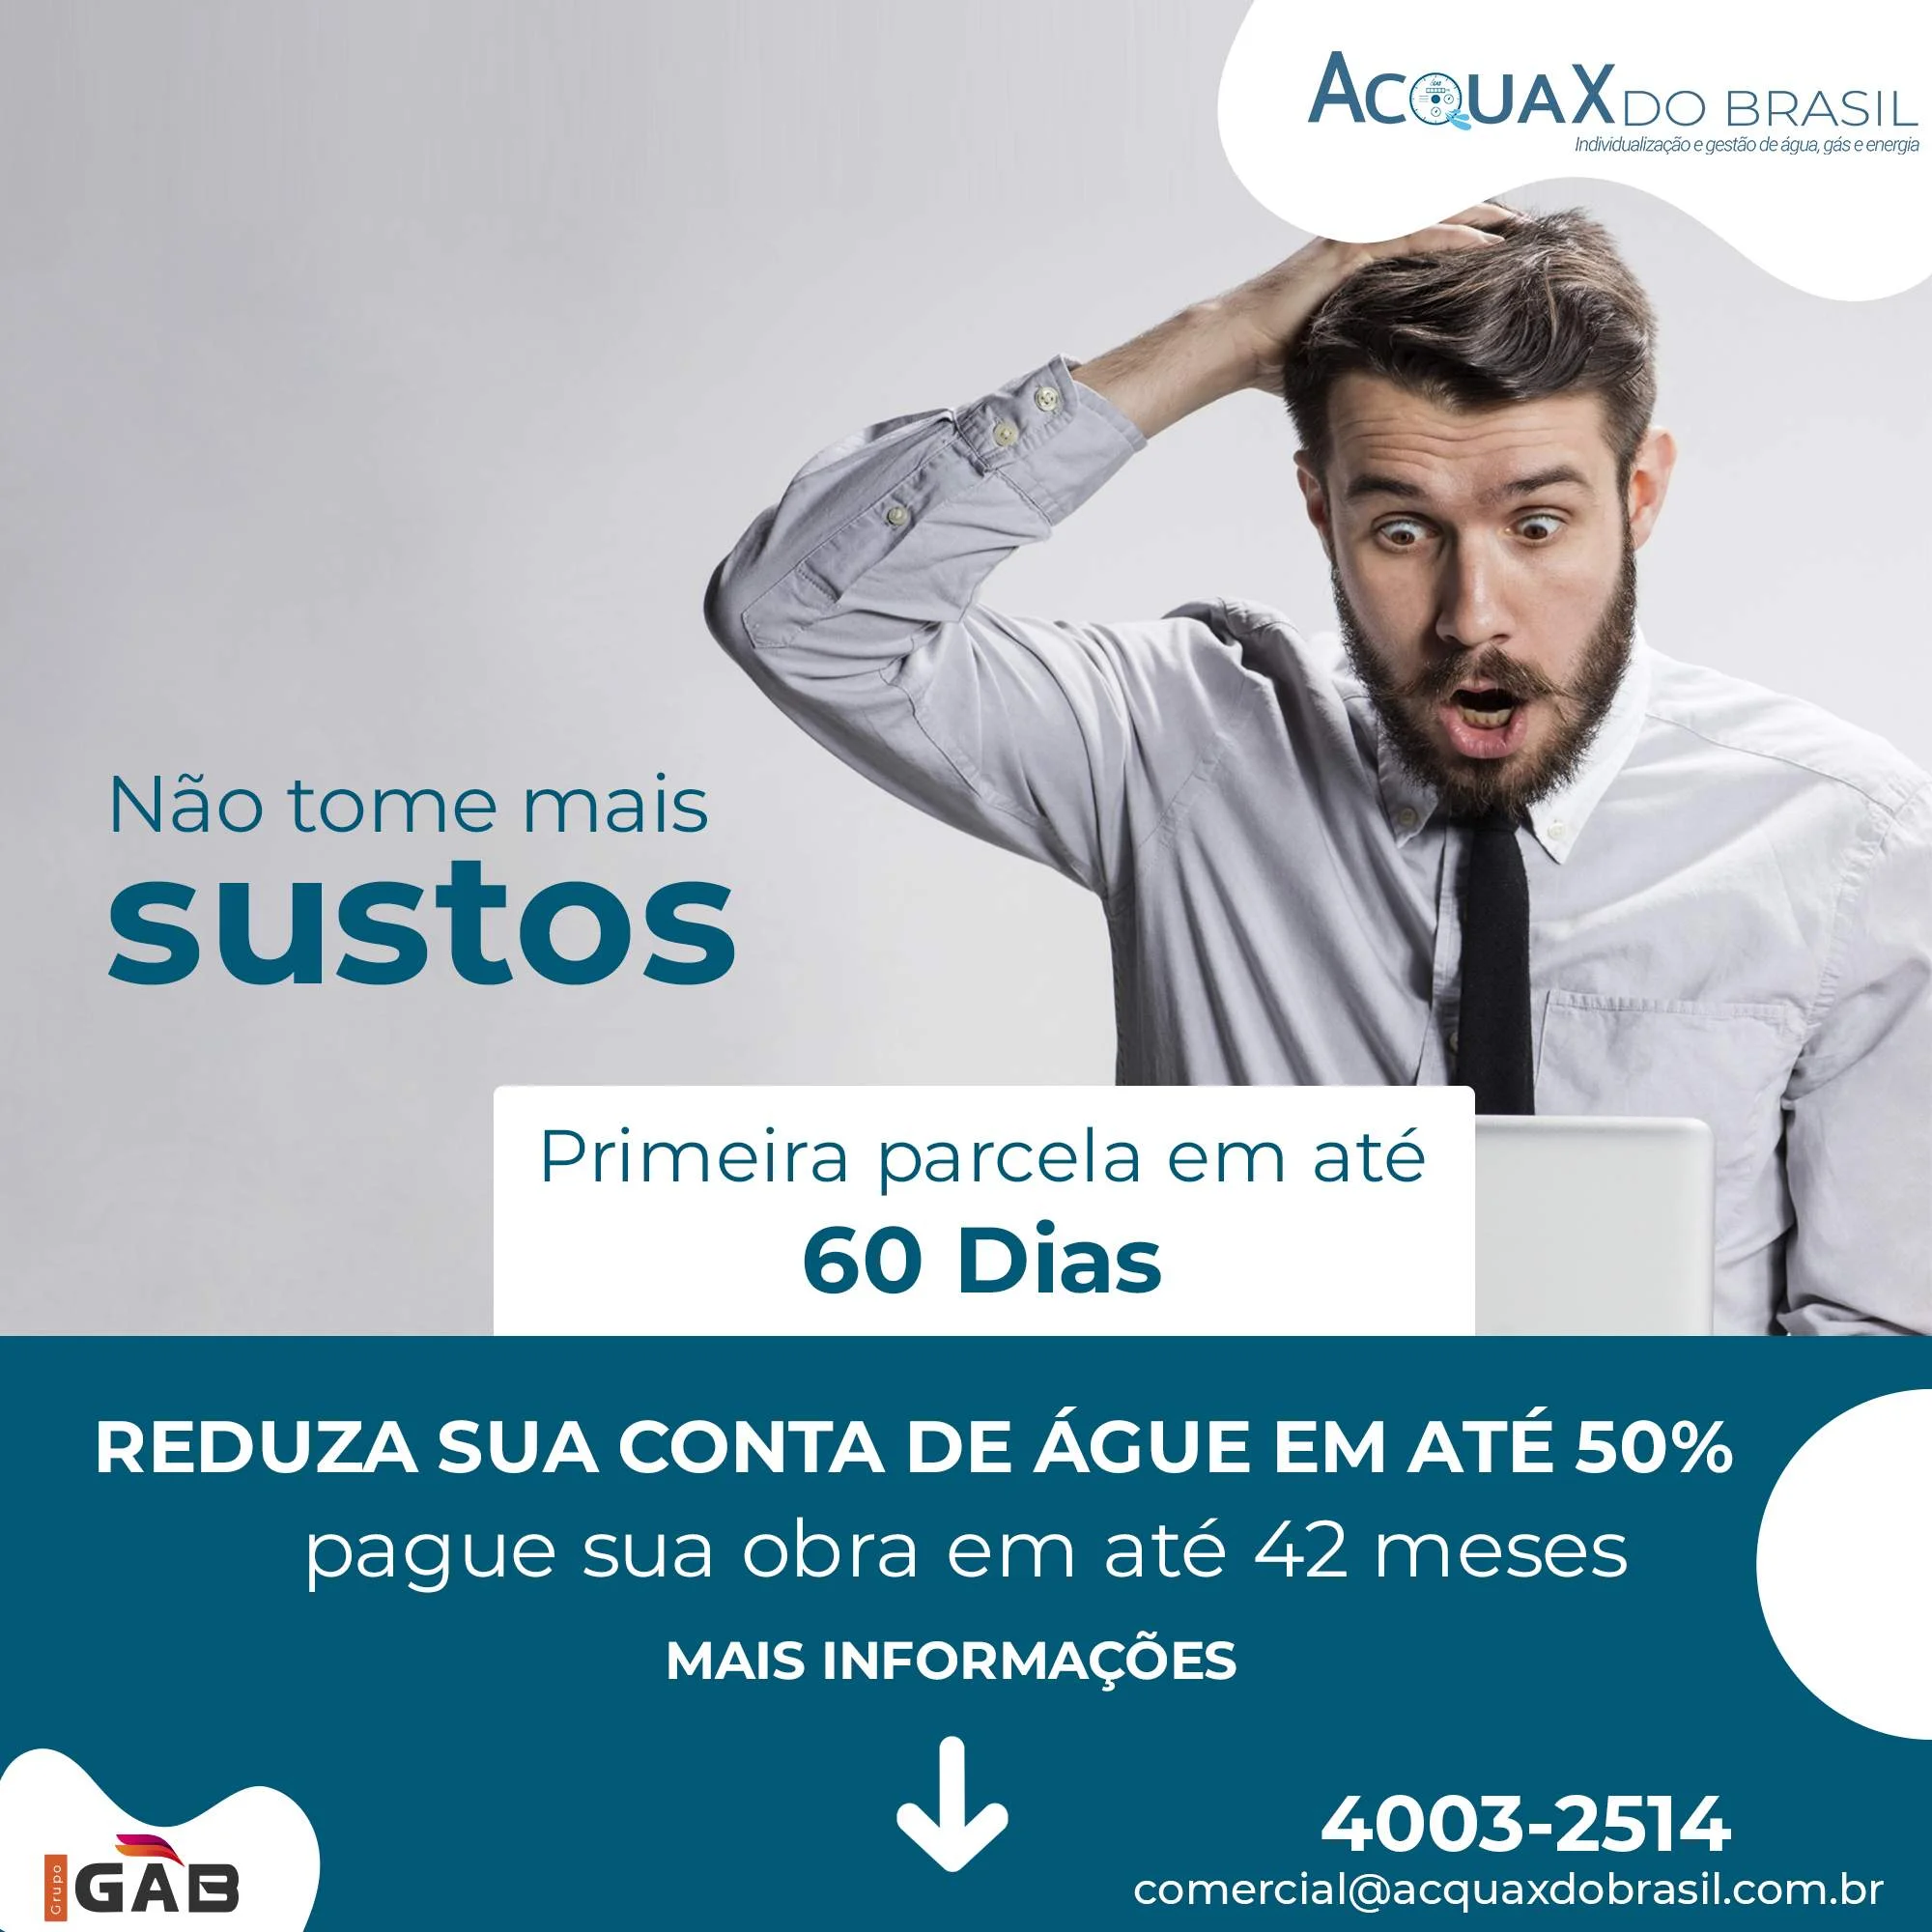 ACQUAX DO BRASIL
Individualização e gestão de água, gás e energia
Não tome mais
sustos
Primeira parcela em até
60 Dias
REDUZA SUA CONTA DE ÁGUE EM ATÉ 50%
pague sua obra em até 42 meses
MAIS INFORMAÇÕES
4003-2514
comercial@acquaxdobrasil.com.br
Grupo
GAB